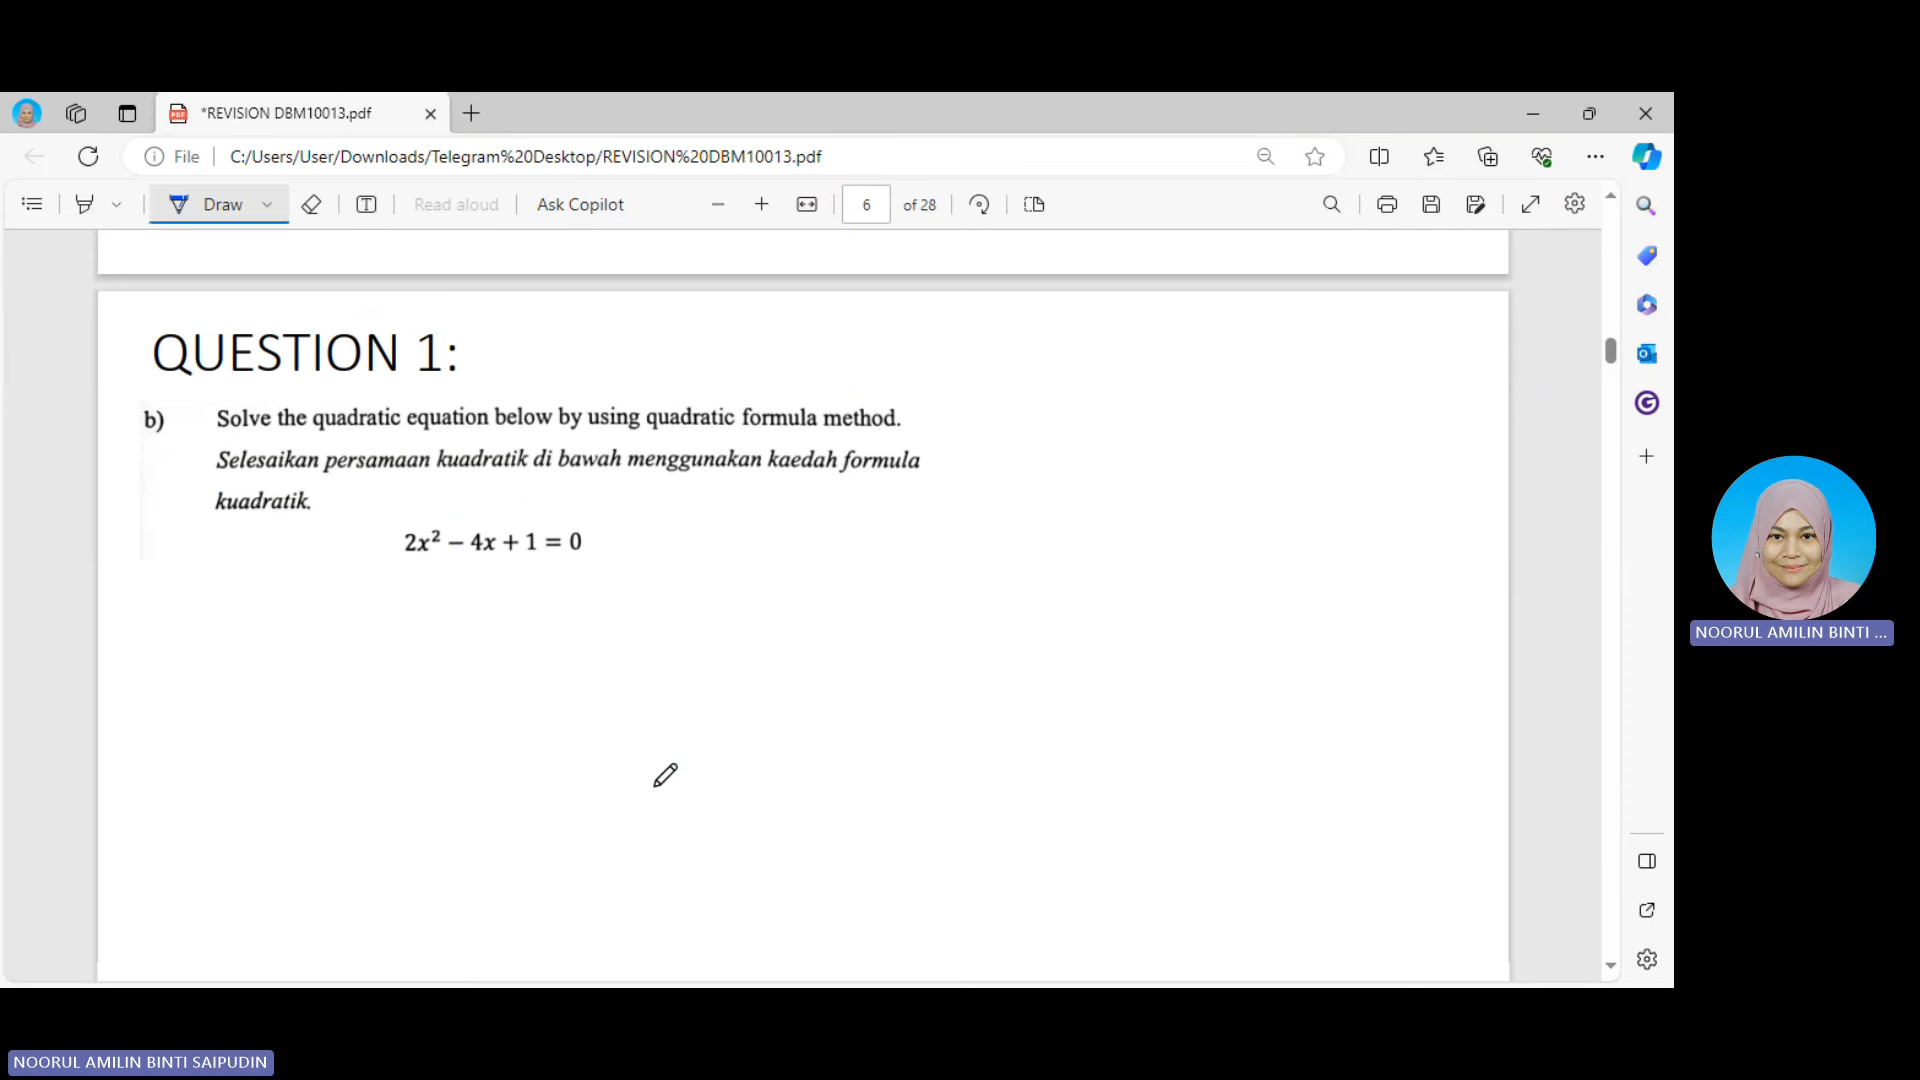 *REVISION DBM10013.pdf
File C:/Users/User/Downloads/Telegram%20Desktop/REVISION%20DBM10013.pdf
Draw Read aloud Ask Copilot 6 of 28
QUESTION 1:
b) Solve the quadratic equation below by using quadratic formula method.
Selesaikan persamaan kuadratik di bawah menggunakan kaedah formula
kuadratik.
2x² − 4x + 1 = 0
NOORUL AMILIN BINTI ...
NOORUL AMILIN BINTI SAIPUDIN